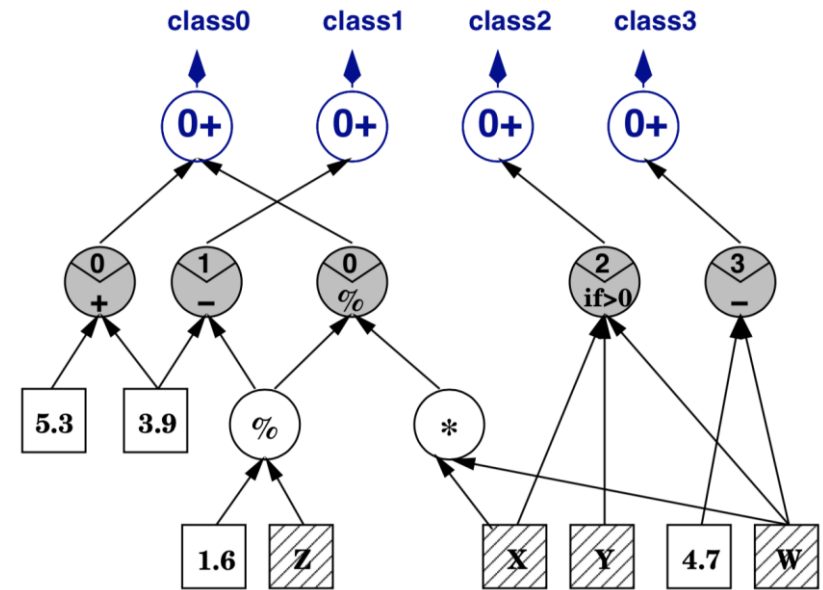 class0 class1 class2 class3
0+ 0+ 0+ 0+
0 1 0 2 3
+ − % if>0 −
5.3 3.9 % *
1.6 Z X Y 4.7 W